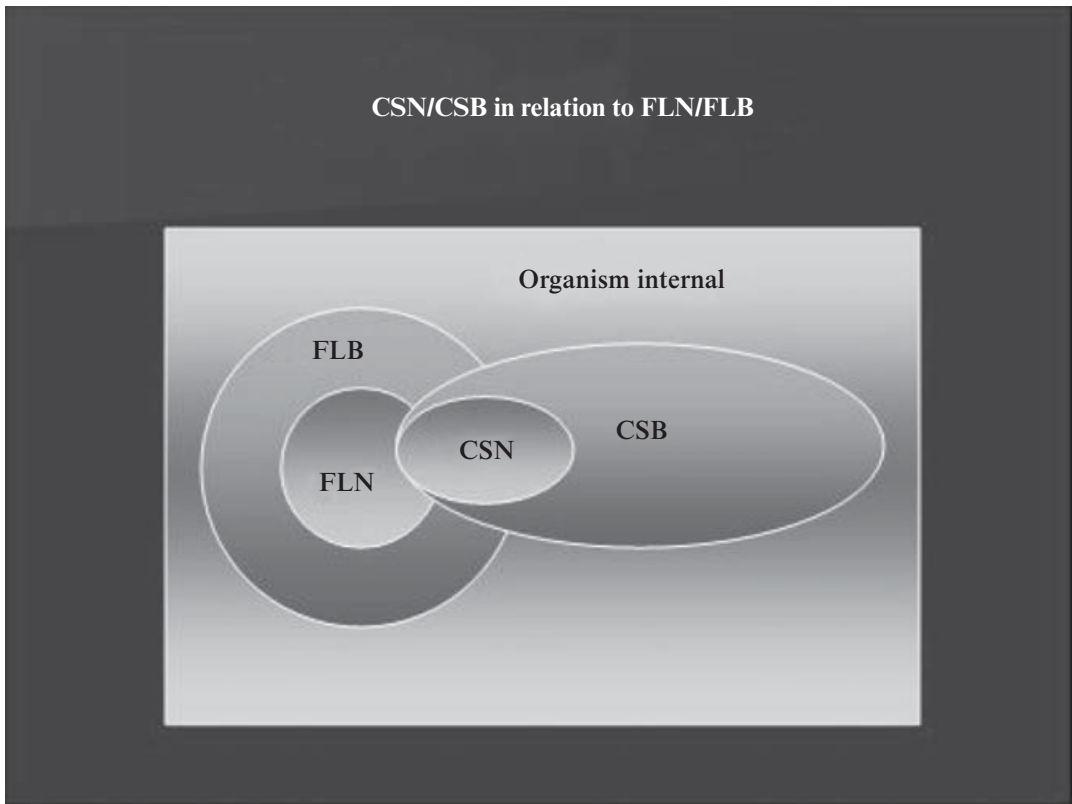 CSN/CSB in relation to FLN/FLB
Organism internal
FLB
CSB
CSN
FLN